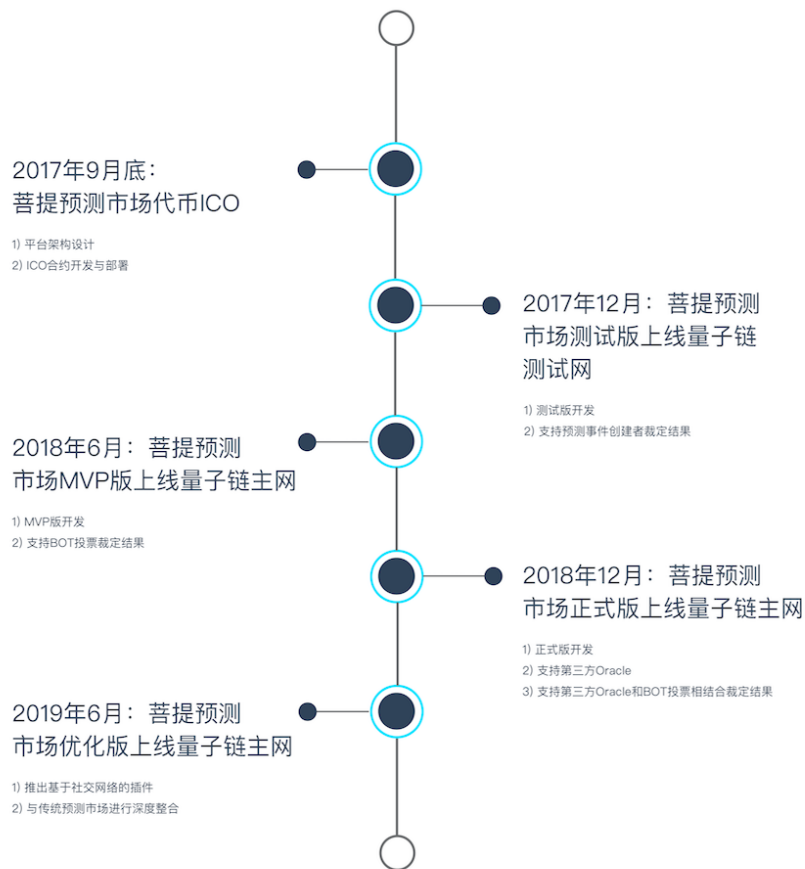 2017年9月底：
菩提预测市场代币ICO
1) 平台架构设计
2) ICO合约开发与部署
2017年12月：菩提预测
市场测试版上线量子链
测试网
1) 测试版开发
2) 支持预测事件创建者裁定结果
2018年6月：菩提预测
市场MVP版上线量子链主网
1) MVP版开发
2) 支持BOT投票裁定结果
2018年12月：菩提预测
市场正式版上线量子链主网
1) 正式版开发
2) 支持第三方Oracle
3) 支持第三方Oracle和BOT投票相结合裁定结果
2019年6月：菩提预测
市场优化版上线量子链主网
1) 推出基于社交网络的插件
2) 与传统预测市场进行深度整合